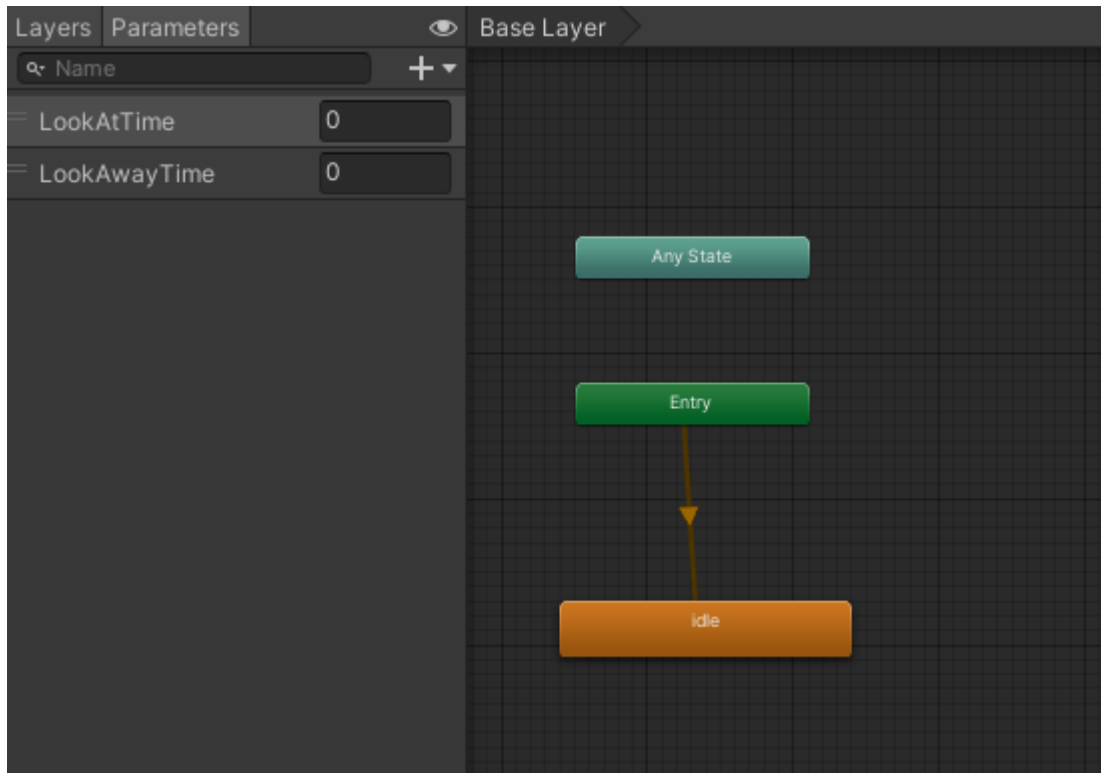 Layers Parameters Base Layer
Name
LookAtTime 0
LookAwayTime 0
Any State
Entry
idle